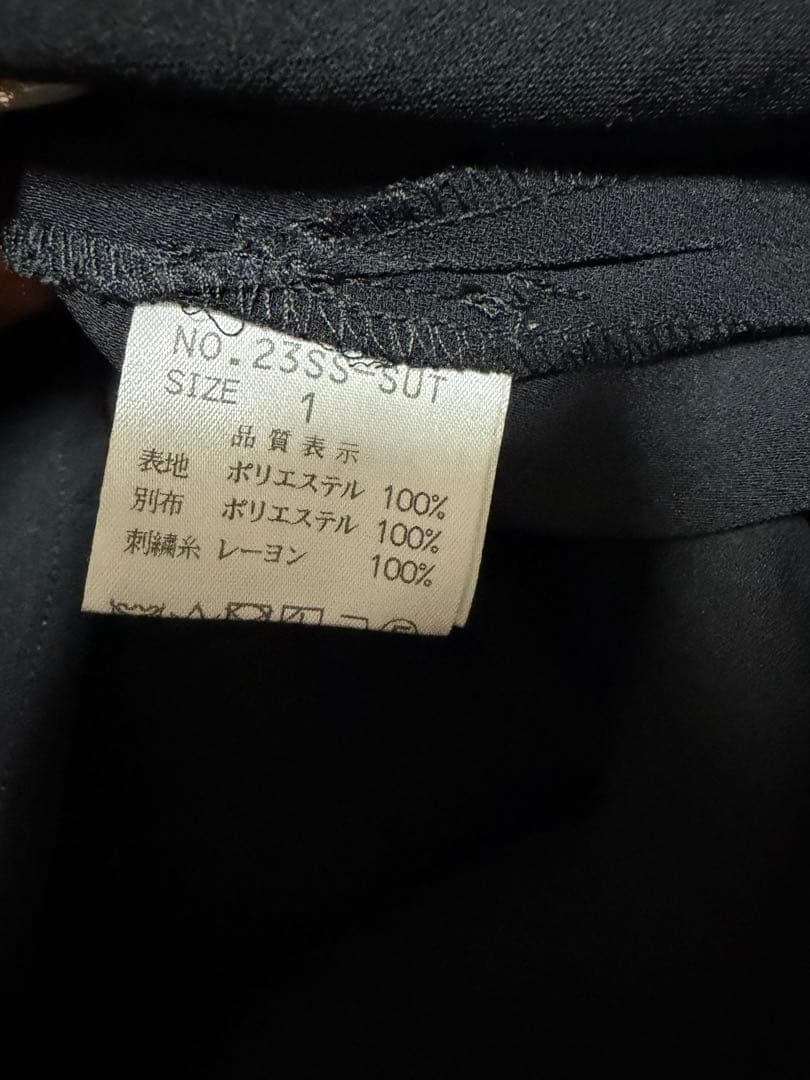 NO.23SS-SUT
SIZE 1
品質表示
表地 ポリエステル 100%
別布 ポリエステル 100%
刺繍糸 レーヨン 100%